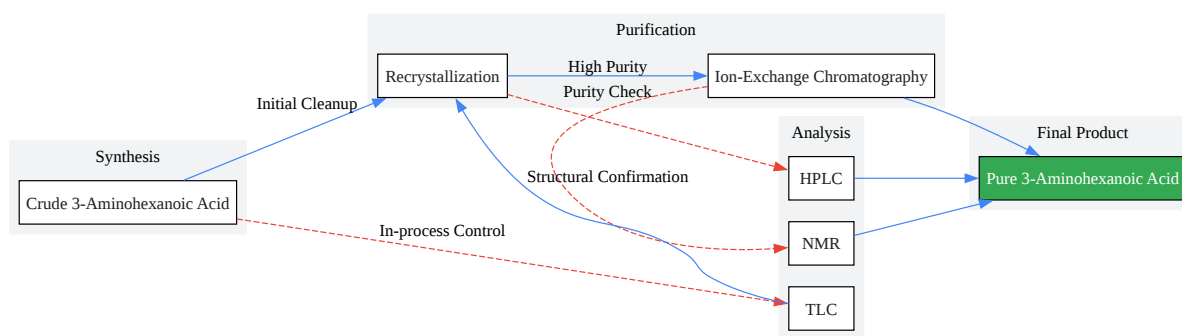 Purification
Recrystallization
High Purity
Ion-Exchange Chromatography
Purity Check
Initial Cleanup
Synthesis
Crude 3-Aminohexanoic Acid
In-process Control
Structural Confirmation
Analysis
HPLC
NMR
TLC
Final Product
Pure 3-Aminohexanoic Acid